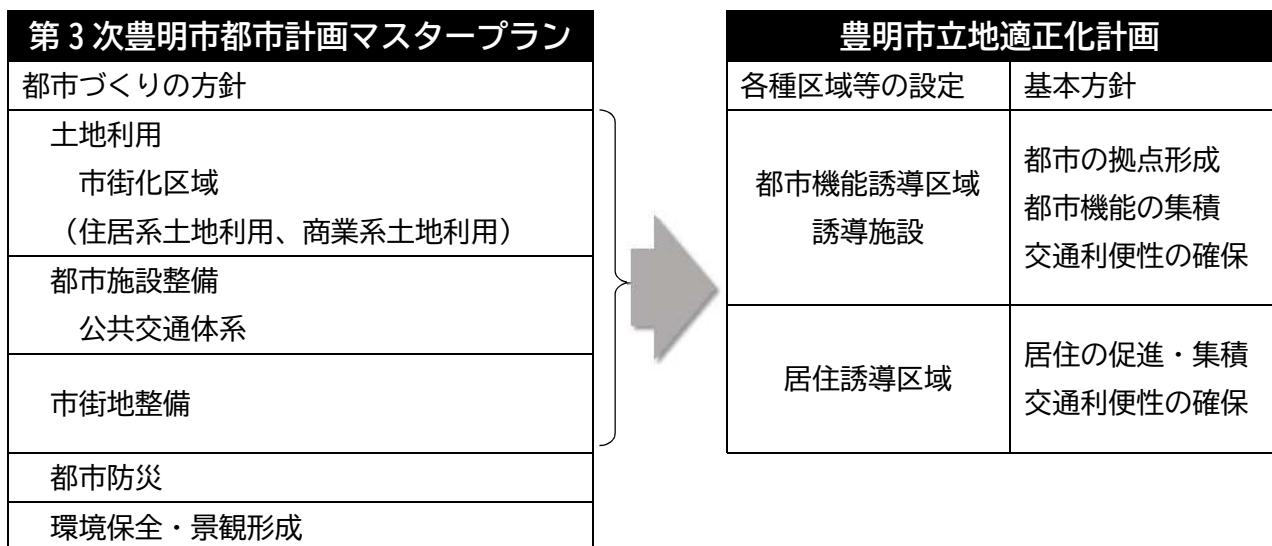 第3次豊明市都市計画マスタープラン
都市づくりの方針
土地利用
市街化区域
（住居系土地利用、商業系土地利用）
都市施設整備
公共交通体系
市街地整備
都市防災
環境保全・景観形成
豊明市立地適正化計画
各種区域等の設定
基本方針
都市機能誘導区域
誘導施設
都市の拠点形成
都市機能の集積
交通利便性の確保
居住誘導区域
居住の促進・集積
交通利便性の確保